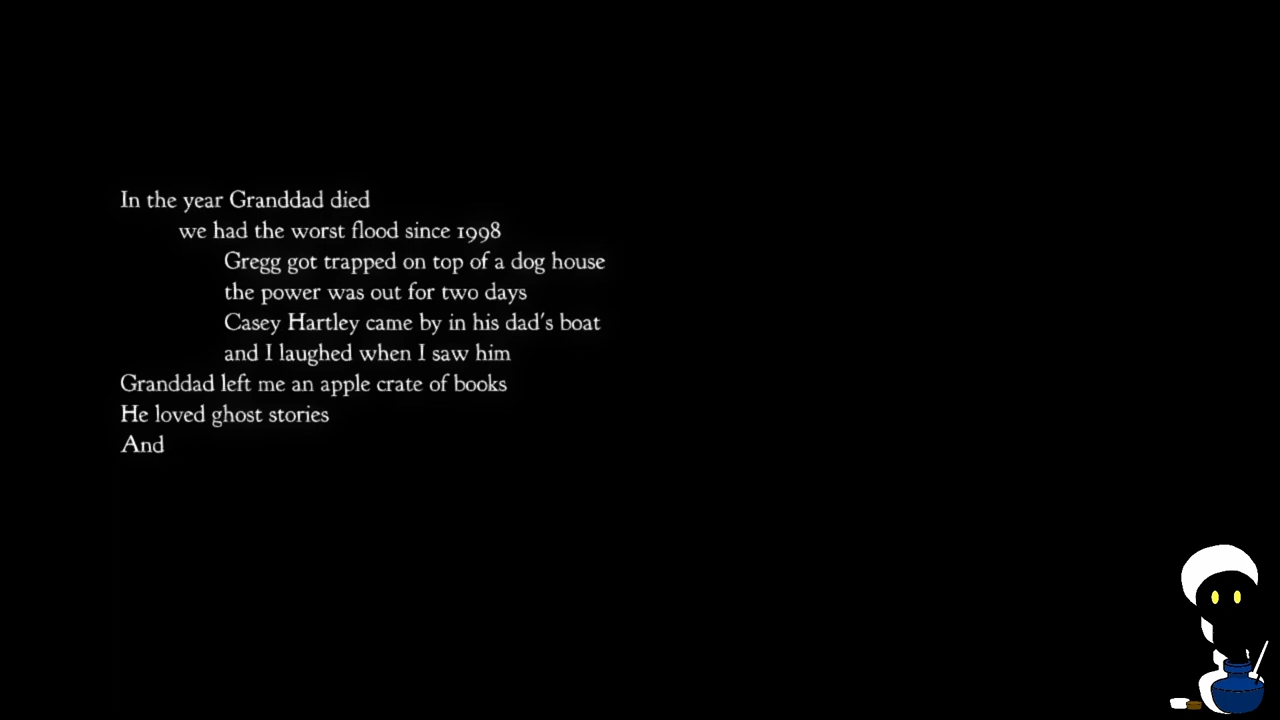 In the year Granddad died
we had the worst flood since 1998
Gregg got trapped on top of a dog house
the power was out for two days
Casey Hartley came by in his dad's boat
and I laughed when I saw him
Granddad left me an apple crate of books
He loved ghost stories
And